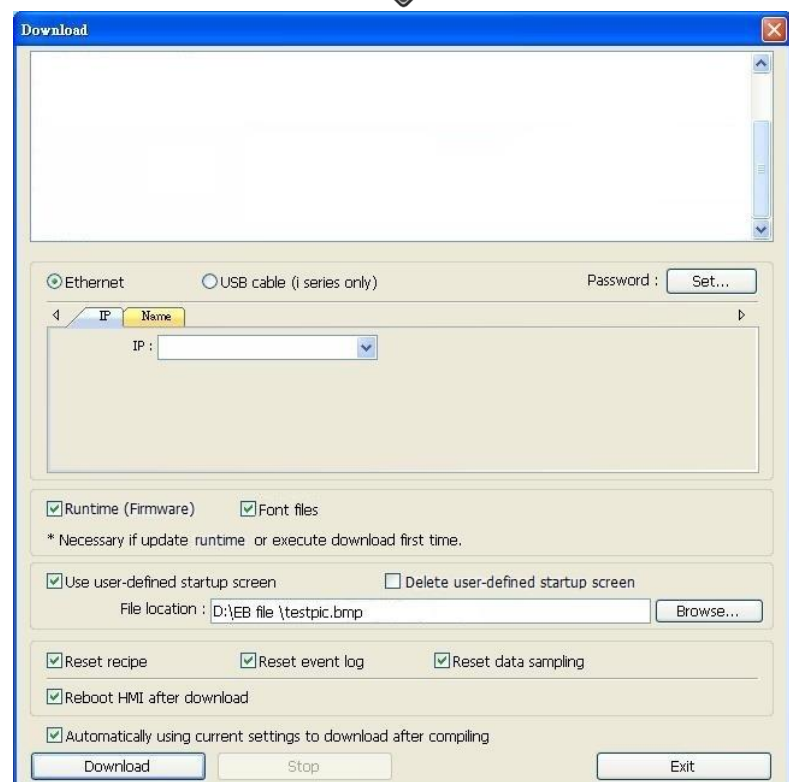 Download
Ethernet USB cable (i series only) Password : Set...
IP Name
IP :
Runtime (Firmware) Font files
* Necessary if update runtime or execute download first time.
Use user-defined startup screen Delete user-defined startup screen
File location : D:\EB file \testpic.bmp Browse...
Reset recipe Reset event log Reset data sampling
Reboot HMI after download
Automatically using current settings to download after compiling
Download Stop Exit